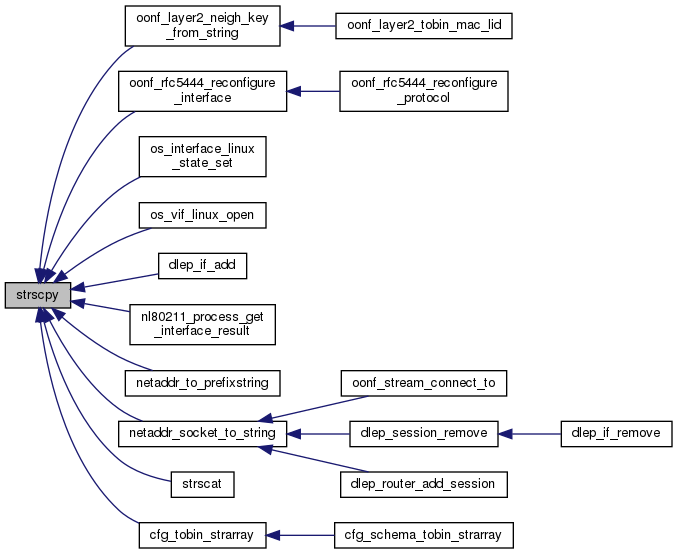 oonf_layer2_neigh_key
_from_string
oonf_layer2_tobin_mac_lid
oonf_rfc5444_reconfigure
_interface
oonf_rfc5444_reconfigure
_protocol
os_interface_linux
_state_set
os_vif_linux_open
dlep_if_add
strscpy
nl80211_process_get
_interface_result
netaddr_to_prefixstring
oonf_stream_connect_to
netaddr_socket_to_string
dlep_session_remove
dlep_if_remove
strscat
dlep_router_add_session
cfg_tobin_strarray
cfg_schema_tobin_strarray